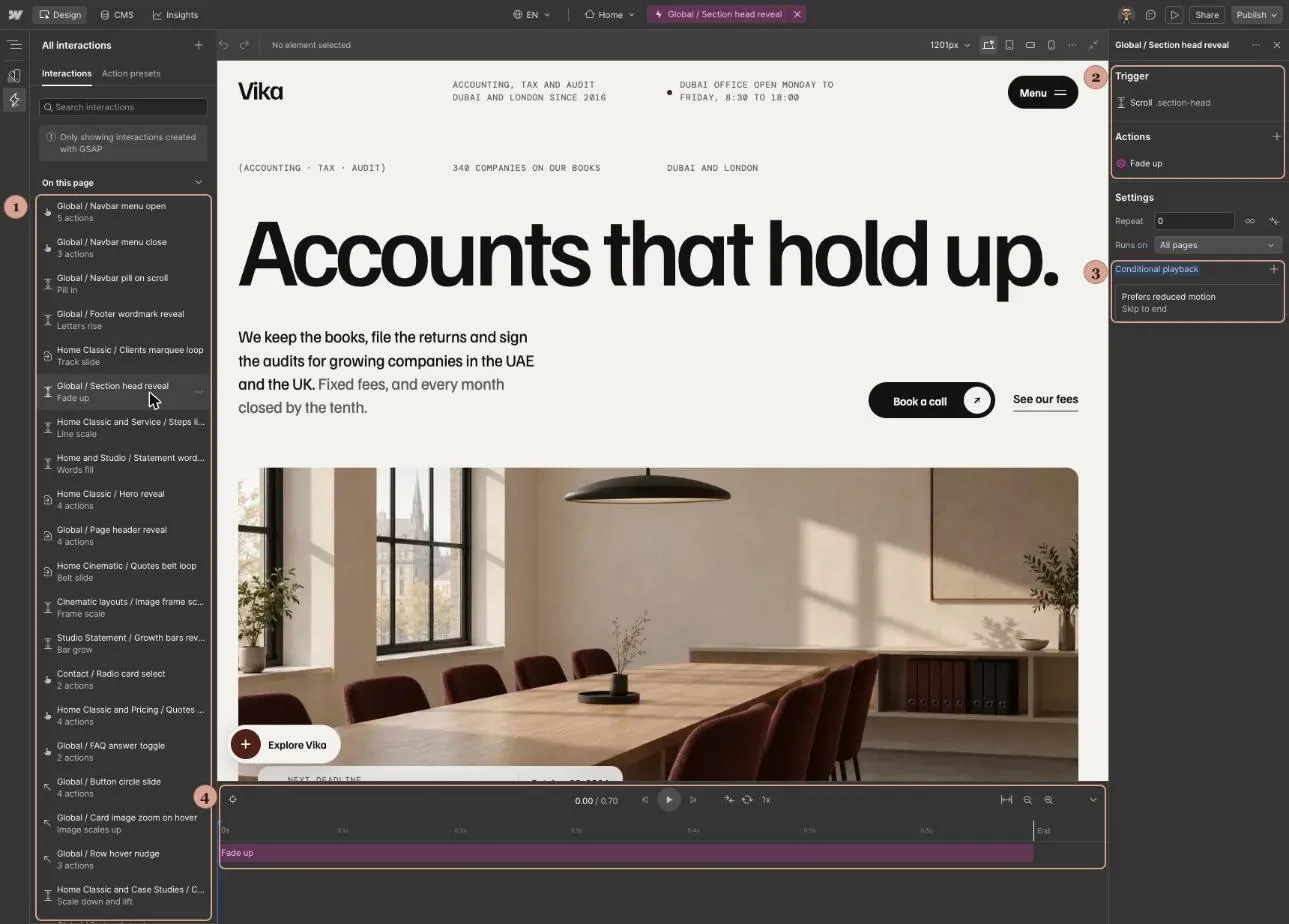 Design
CMS
Insights
EN
Home
Global / Section head reveal
Share
Publish
All interactions
No element selected
1201px
Global / Section head reveal
Interactions
Action presets
Search interactions
Only showing interactions created
with GSAP
On this page
1
Global / Navbar menu open
5 actions
Global / Navbar menu close
3 actions
Global / Navbar pill on scroll
Pill in
Global / Footer wordmark reveal
Letters rise
Home Classic / Clients marquee loop
Track slide
Global / Section head reveal
Fade up
Home Classic and Service / Steps li...
Line scale
Home and Studio / Statement word...
Words fill
Home Classic / Hero reveal
4 actions
Global / Page header reveal
4 actions
Home Cinematic / Quotes belt loop
Belt slide
Cinematic layouts / Image frame sc...
Frame scale
Studio Statement / Growth bars rev...
Bar grow
Contact / Radio card select
2 actions
Home Classic and Pricing / Quotes ...
4 actions
Global / FAQ answer toggle
2 actions
Global / Button circle slide
4 actions
Global / Card image zoom on hover
Image scales up
Global / Row hover nudge
3 actions
Home Classic and Case Studies / C...
Scale down and lift
Vika
ACCOUNTING, TAX AND AUDIT
DUBAI AND LONDON SINCE 2016
DUBAI OFFICE OPEN MONDAY TO
FRIDAY, 8:30 TO 18:00
Menu
(ACCOUNTING · TAX · AUDIT)
340 COMPANIES ON OUR BOOKS
DUBAI AND LONDON
Accounts that hold up.
We keep the books, file the returns and sign
the audits for growing companies in the UAE
and the UK. Fixed fees, and every month
closed by the tenth.
Book a call
See our fees
Explore Vika
NEXT DEADLINE
4
0.00 / 0.70
1x
0s
0.1s
0.2s
0.3s
0.4s
0.5s
0.6s
End
Fade up
2
Trigger
Scroll .section-head
Actions
Fade up
Settings
Repeat
0
Runs on
All pages
3
Conditional playback
Prefers reduced motion
Skip to end